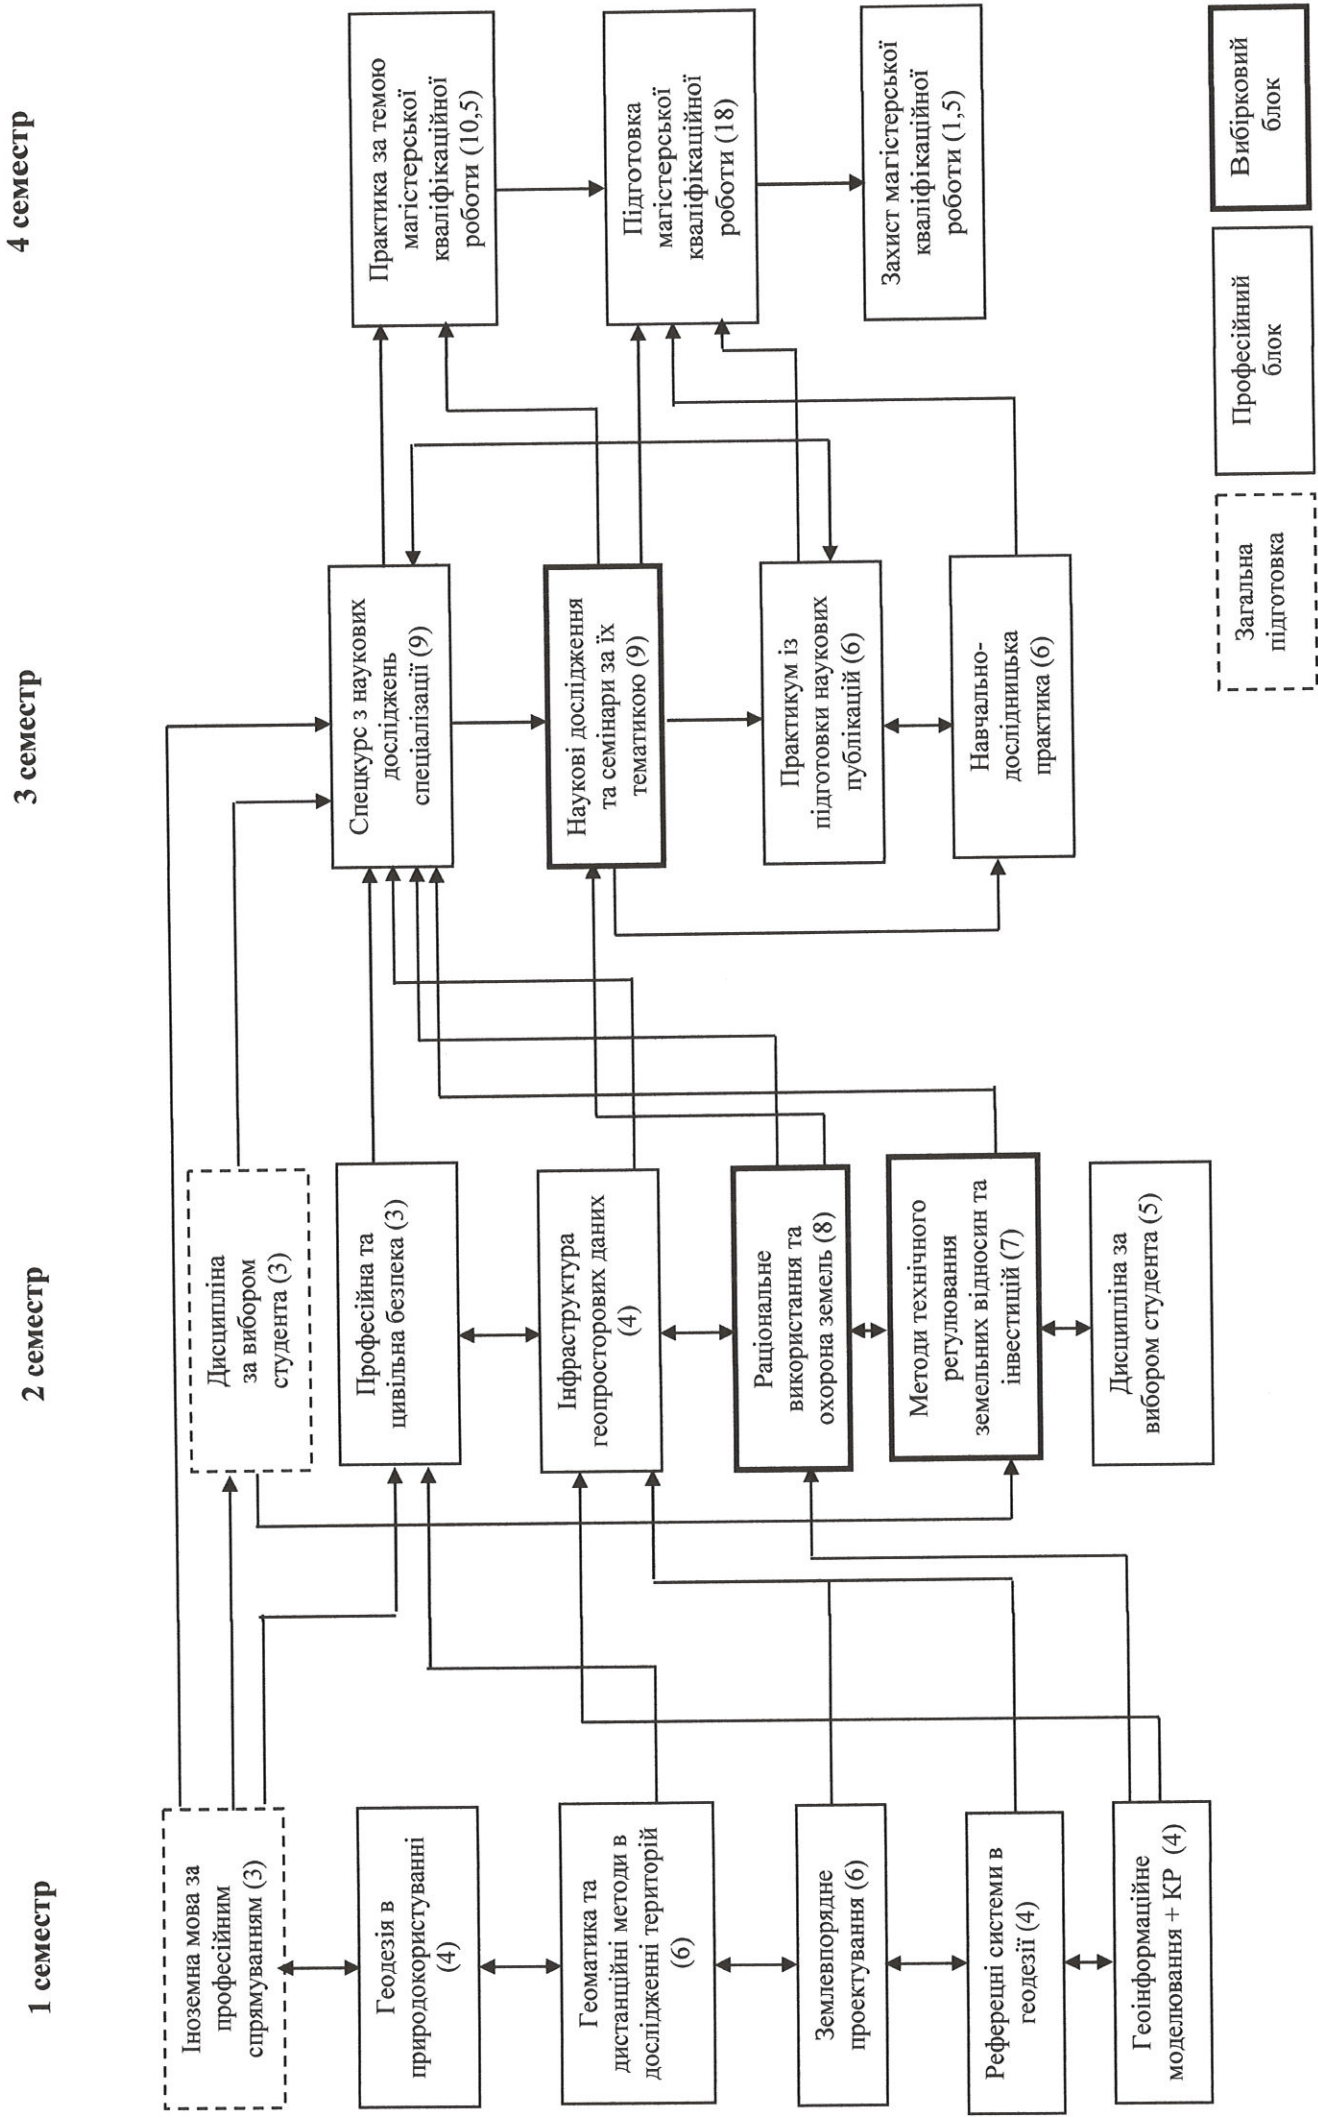 1 семестр
2 семестр
3 семестр
4 семестр
Іноземна мова за
професійним
спрямуванням (3)
Геодезія в
природокористуванні
(4)
Геоматика та
дистанційні методи в
дослідженні територій
(6)
Землевпорядне
проектування (6)
Референці системи в
геодезії (4)
Геоінформаційне
моделювання + КР (4)
Дисципліна
за вибором
студента (3)
Професійна та
цивільна безпека (3)
Інфраструктура
геопросторових даних
(4)
Раціональне
використання та
охорона земель (8)
Методи технічного
регулювання
земельних відносин та
інвестицій (7)
Дисципліна за
вибором студента (5)
Спецкурс з наукових
досліджень
спеціалізації (9)
Наукові дослідження
та семінари за їх
тематикою (9)
Практикум із
підготовки наукових
публікацій (6)
Навчально-
дослідницька
практика (6)
Практика за темою
магістерської
кваліфікаційної
роботи (10,5)
Підготовка
магістерської
кваліфікаційної
роботи (18)
Захист магістерської
кваліфікаційної
роботи (1,5)
Загальна
підготовка
Професійний
блок
Вибірковий
блок